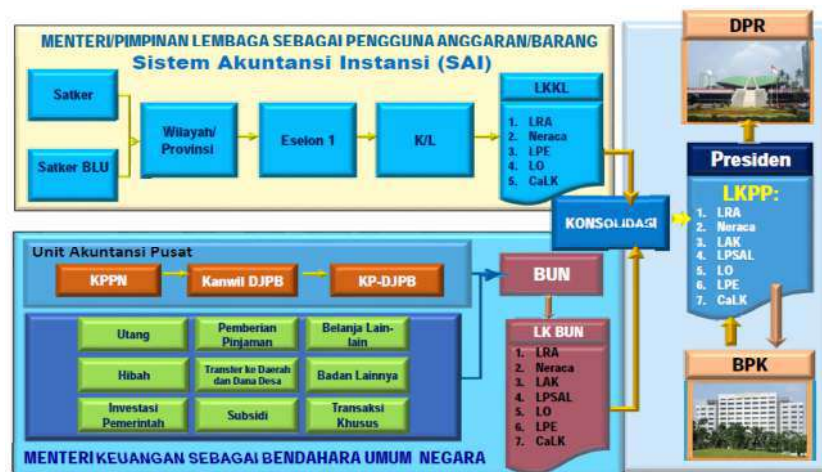 MENTERI/PIMPINAN LEMBAGA SEBAGAI PENGGUNA ANGGARAN/BARANG
Sistem Akuntansi Instansi (SAI)
Satker
Satker BLU
Wilayah/
Provinsi
Eselon 1
K/L
LKKL
1. LRA
2. Neraca
3. LPE
4. LO
5. CaLK
KONSOLIDASI
DPR
Presiden
LKPP:
1. LRA
2. Neraca
3. LAK
4. LPSAL
5. LO
6. LPE
7. CaLK
BPK
Unit Akuntansi Pusat
KPPN
Kanwil DJPB
KP-DJPB
BUN
Utang
Pemberian
Pinjaman
Belanja Lain-
lain
Hibah
Transfer ke Daerah
dan Dana Desa
Badan Lainnya
Investasi
Pemerintah
Subsidi
Transaksi
Khusus
LK BUN
1. LRA
2. Neraca
3. LAK
4. LPSAL
5. LO
6. LPE
7. CaLK
MENTERI KEUANGAN SEBAGAI BENDAHARA UMUM NEGARA